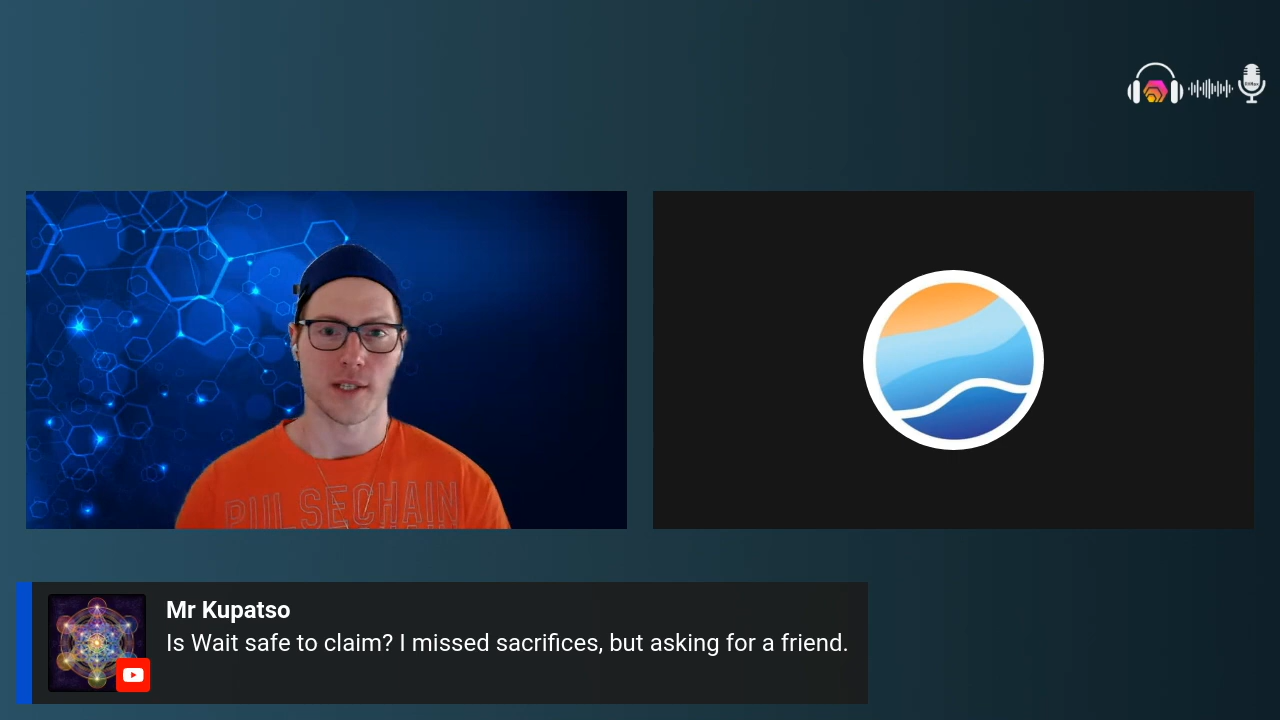 PULSECHAIN
Mr Kupatso
Is Wait safe to claim? I missed sacrifices, but asking for a friend.